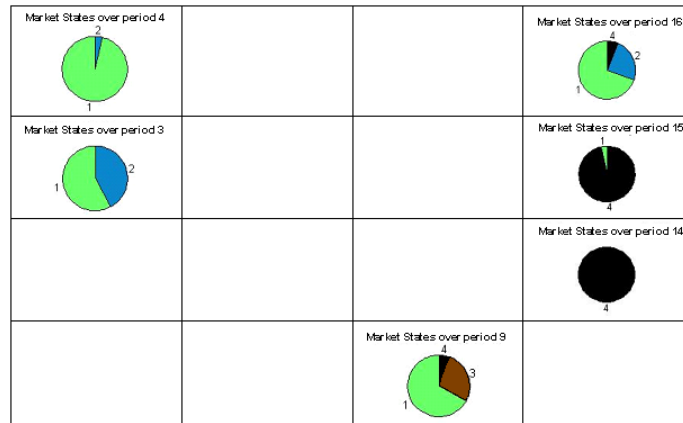 Market States over period 4
2
1
Market States over period 16
4
2
1
Market States over period 3
2
1
Market States over period 15
1
4
Market States over period 14
4
Market States over period 9
4
3
1